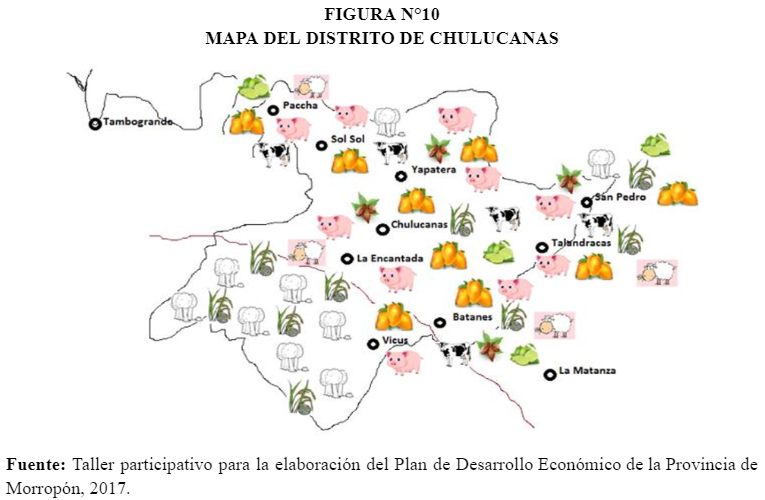 FIGURA N°10
MAPA DEL DISTRITO DE CHULUCANAS
Paccha
Tambogrande
Sol Sol
Yapatera
San Pedro
Chulucanas
Talandracas
La Encantada
Batanes
Vicus
La Matanza
Fuente: Taller participativo para la elaboración del Plan de Desarrollo Económico de la Provincia de
Morropón, 2017.